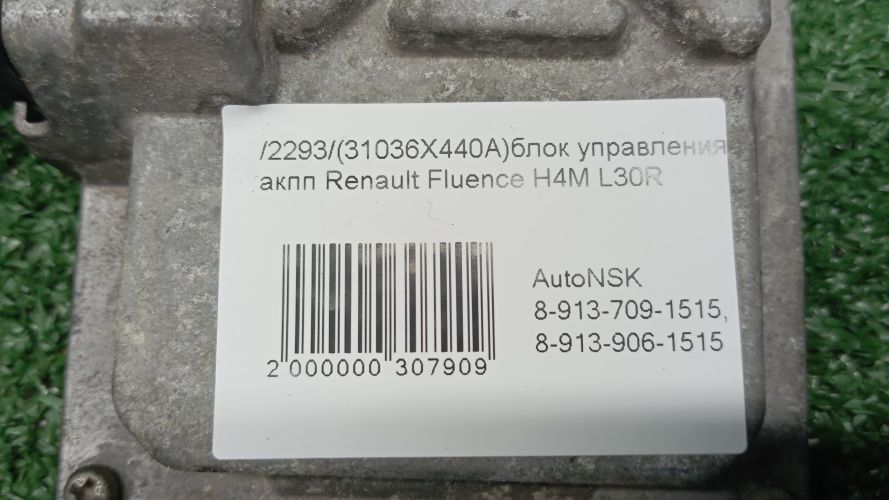 /2293/(31036X440A)блок управления
акпп Renault Fluence H4M L30R
AutoNSK
8-913-709-1515,
8-913-906-1515
2 000000 307909